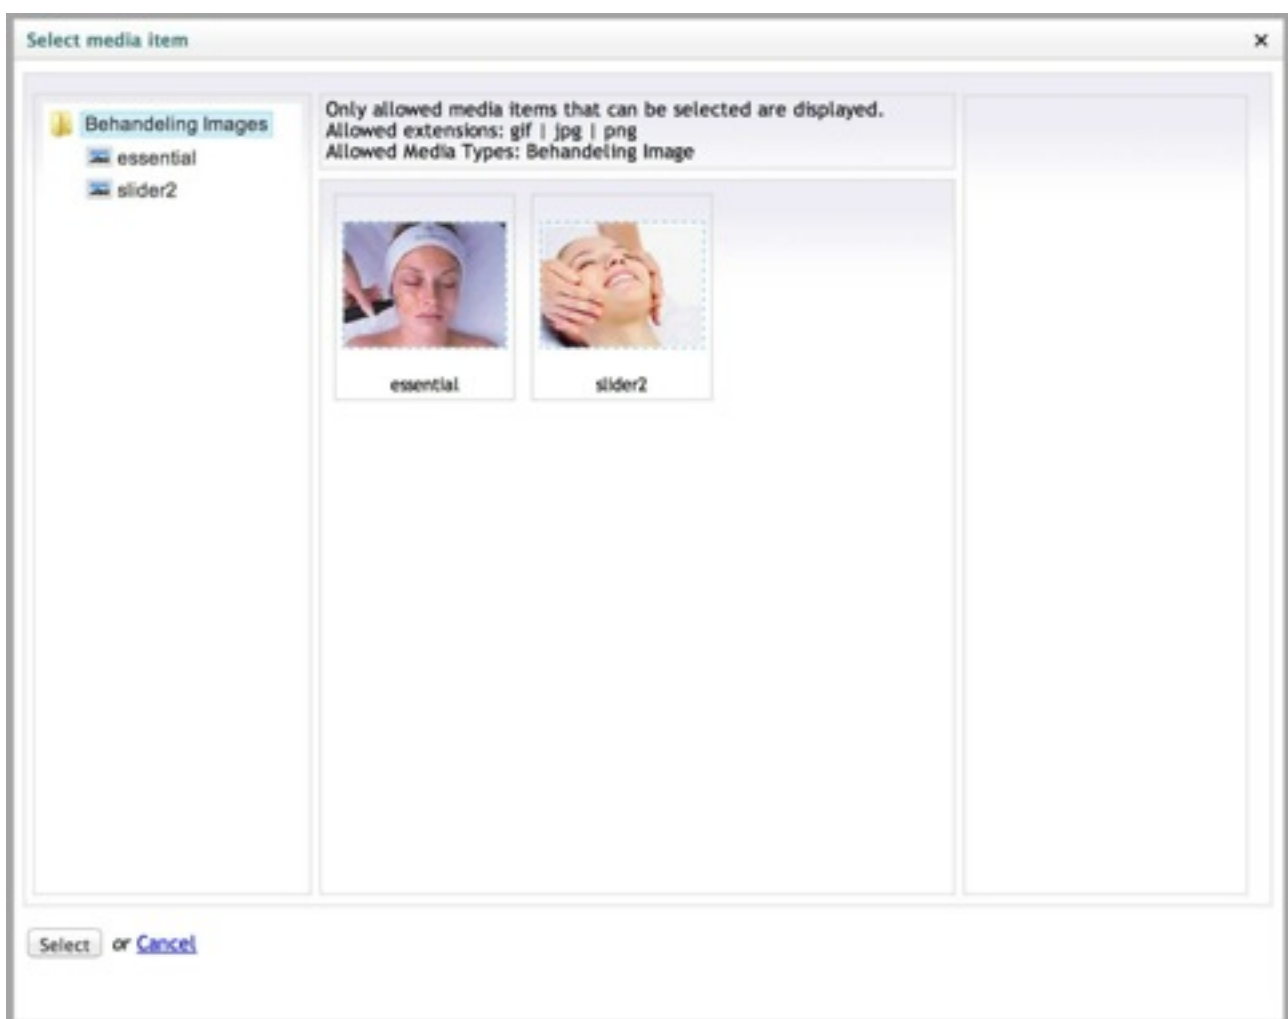 Select media item
×
Behandeling Images
essential
slider2
Only allowed media items that can be selected are displayed.
Allowed extensions: gif | jpg | png
Allowed Media Types: Behandeling Image
essential
slider2
Select or Cancel